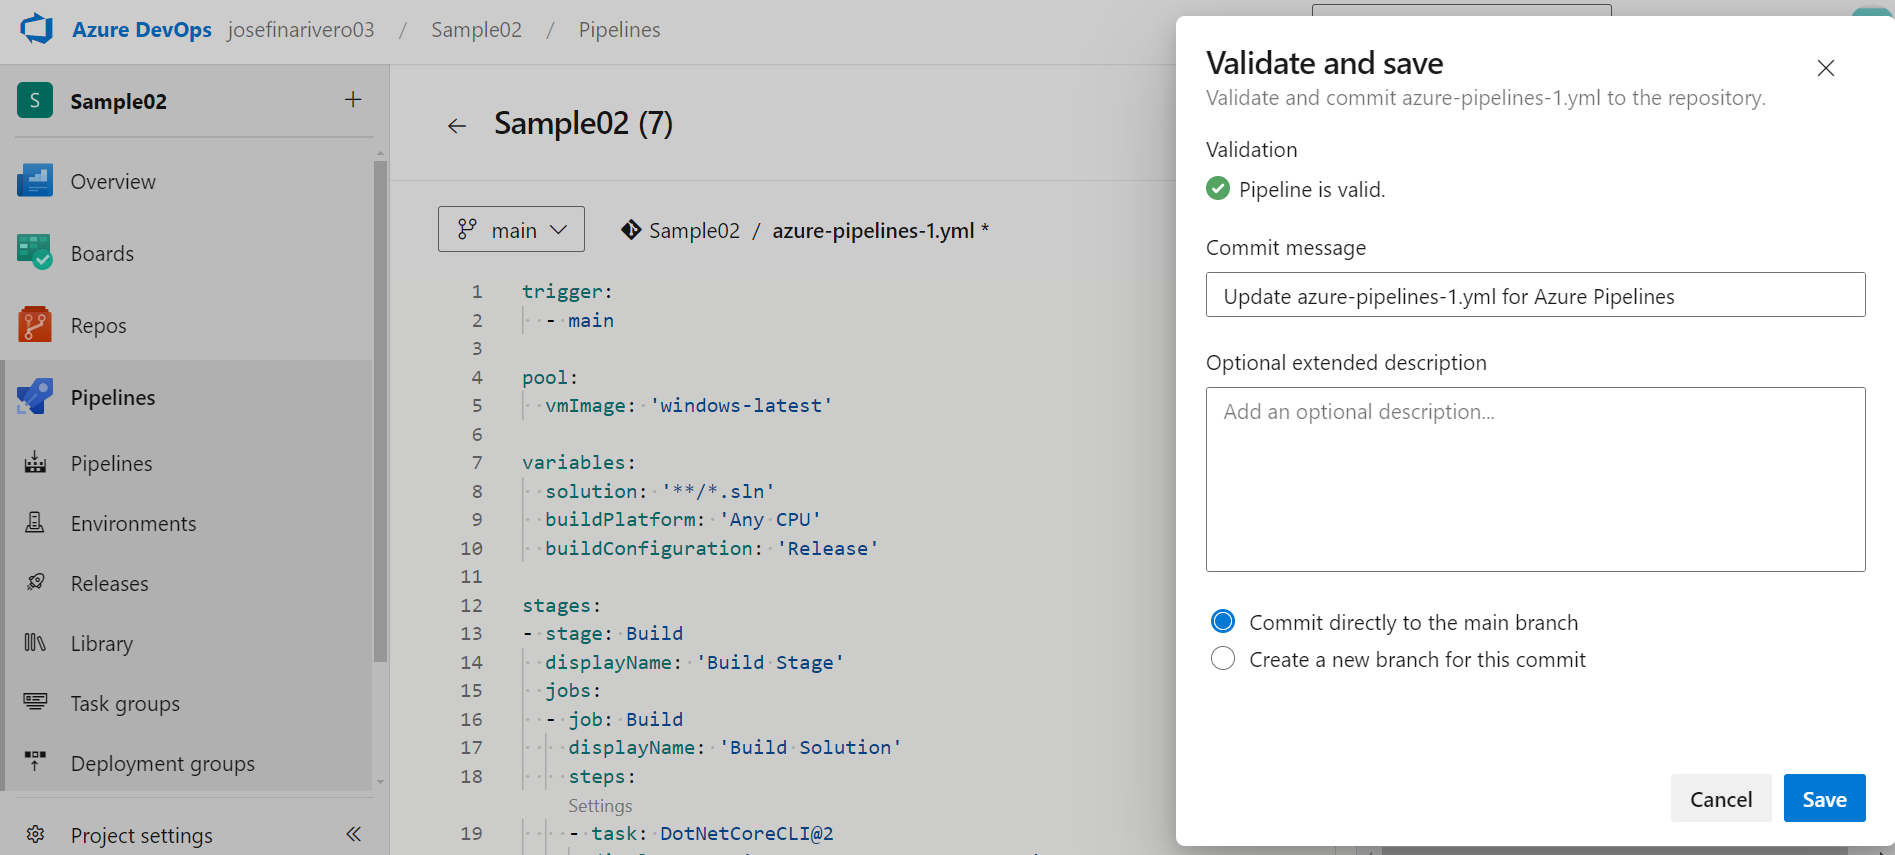 Azure DevOps josefinarivero03 / Sample02 / Pipelines
S Sample02 +
Overview
Boards
Repos
Pipelines
Pipelines
Environments
Releases
Library
Task groups
Deployment groups
Project settings
Sample02 (7)
main
Sample02 / azure-pipelines-1.yml *
1 trigger:
2 - main
3
4 pool:
5 vmImage: 'windows-latest'
6
7 variables:
8 solution: '**/*.sln'
9 buildPlatform: 'Any CPU'
10 buildConfiguration: 'Release'
11
12 stages:
13 - stage: Build
14 displayName: 'Build Stage'
15 jobs:
16 - job: Build
17 displayName: 'Build Solution'
18 steps:
Settings
19 - task: DotNetCoreCLI@2
Validate and save
Validate and commit azure-pipelines-1.yml to the repository.
Validation
Pipeline is valid.
Commit message
Update azure-pipelines-1.yml for Azure Pipelines
Optional extended description
Add an optional description...
Commit directly to the main branch
Create a new branch for this commit
Cancel
Save